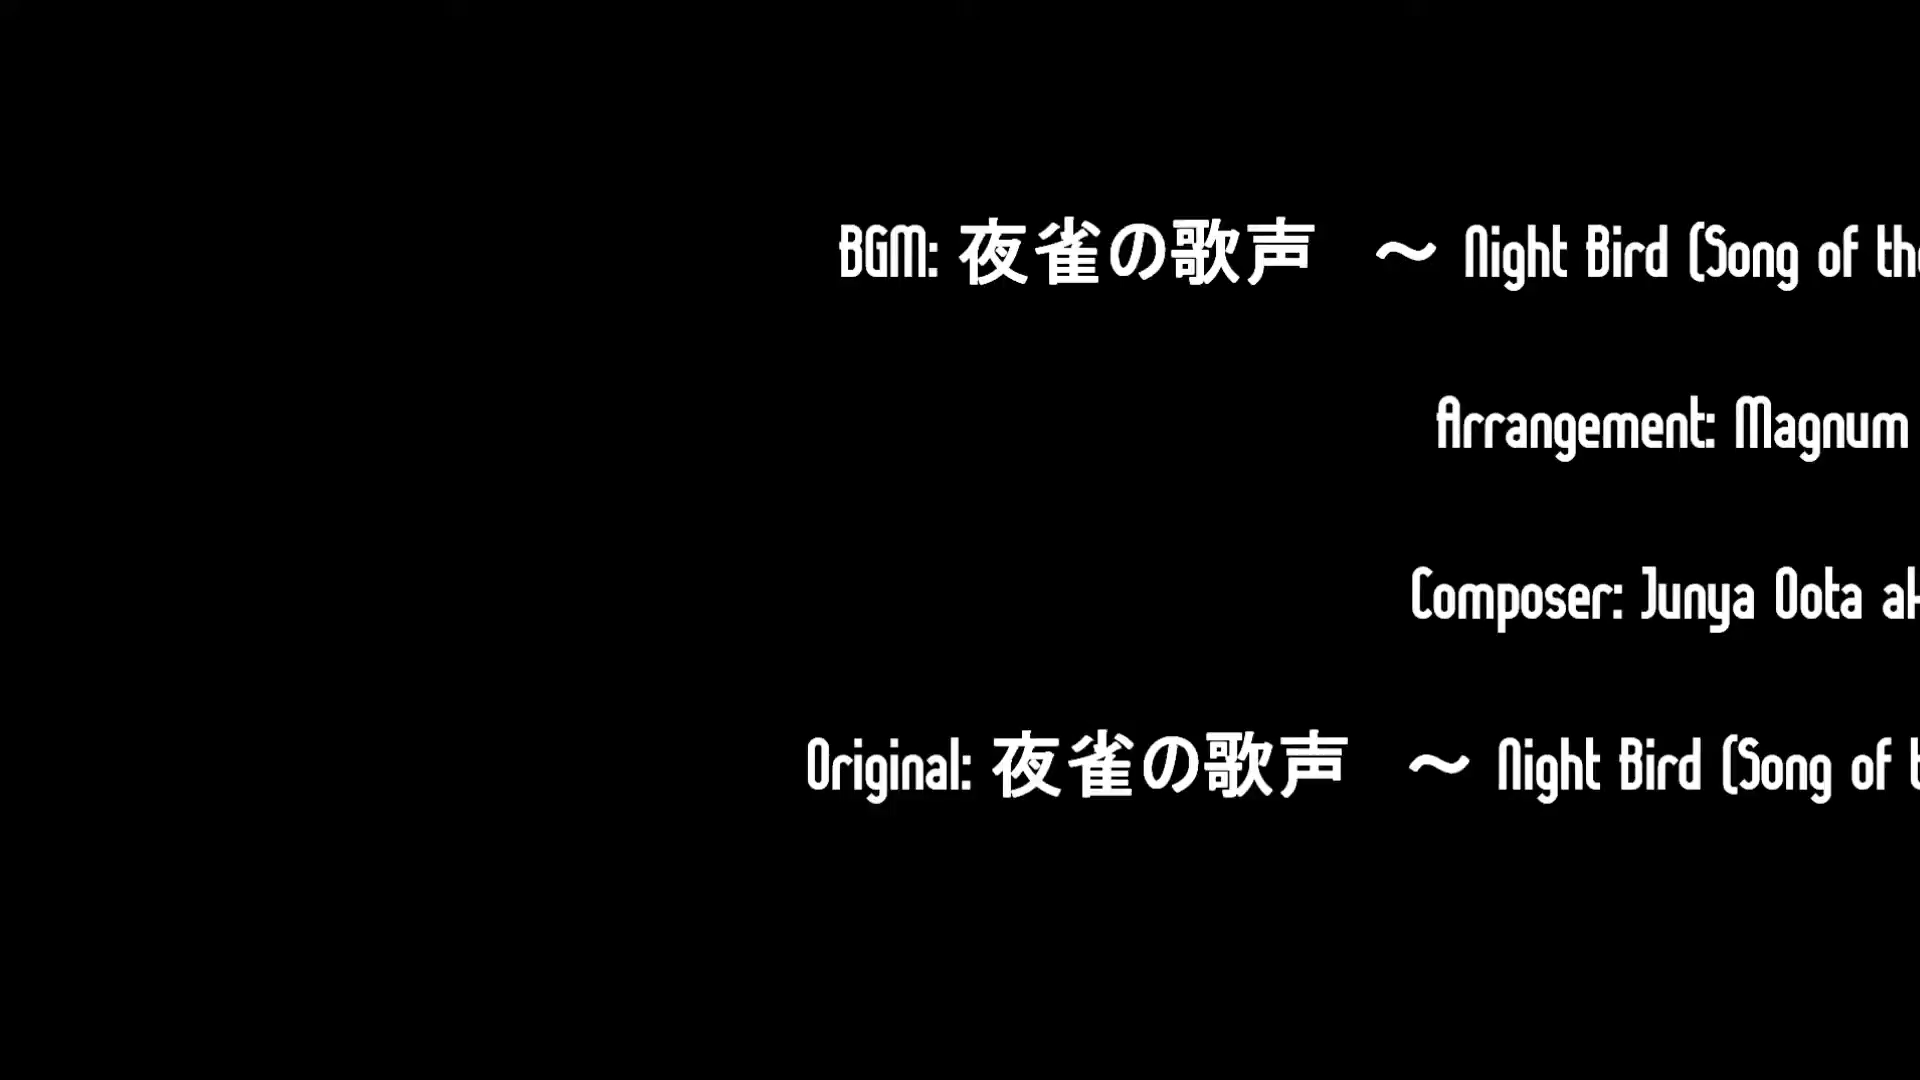 BGM: 夜雀の歌声　～ Night Bird (Song of the
Arrangement: Magnum
Composer: Junya Oota
Original: 夜雀の歌声　～ Night Bird (Song of